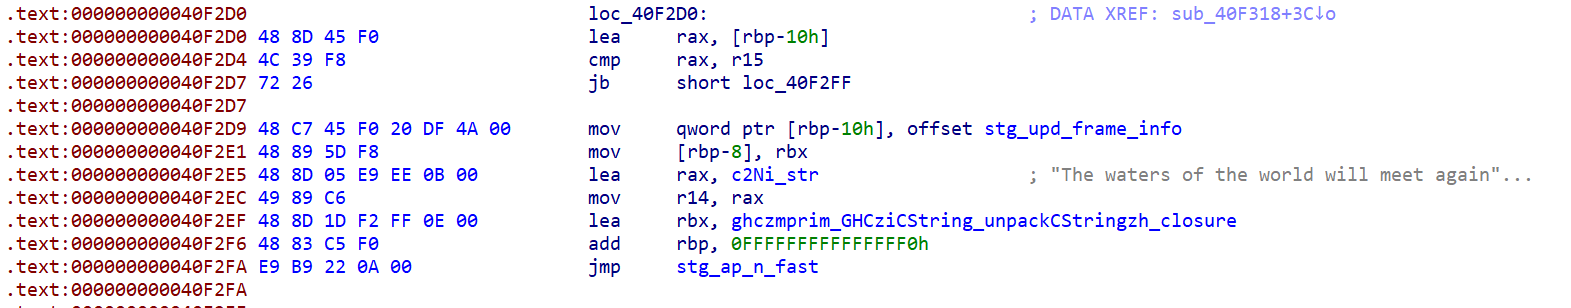 .text:000000000040F2D0 loc_40F2D0: ; DATA XREF: sub_40F318+3C↓o
.text:000000000040F2D0 48 8D 45 F0 lea rax, [rbp-10h]
.text:000000000040F2D4 4C 39 F8 cmp rax, r15
.text:000000000040F2D7 72 26 jb short loc_40F2FF
.text:000000000040F2D7
.text:000000000040F2D9 48 C7 45 F0 20 DF 4A 00 mov qword ptr [rbp-10h], offset stg_upd_frame_info
.text:000000000040F2E1 48 89 5D F8 mov [rbp-8], rbx
.text:000000000040F2E5 48 8D 05 E9 EE 0B 00 lea rax, c2Ni_str ; "The waters of the world will meet again"...
.text:000000000040F2EC 49 89 C6 mov r14, rax
.text:000000000040F2EF 48 8D 1D F2 FF 0E 00 lea rbx, ghczmprim_GHCziCString_unpackCStringzh_closure
.text:000000000040F2F6 48 83 C5 F0 add rbp, 0FFFFFFFFFFFFFFF0h
.text:000000000040F2FA E9 B9 22 0A 00 jmp stg_ap_n_fast
.text:000000000040F2FA